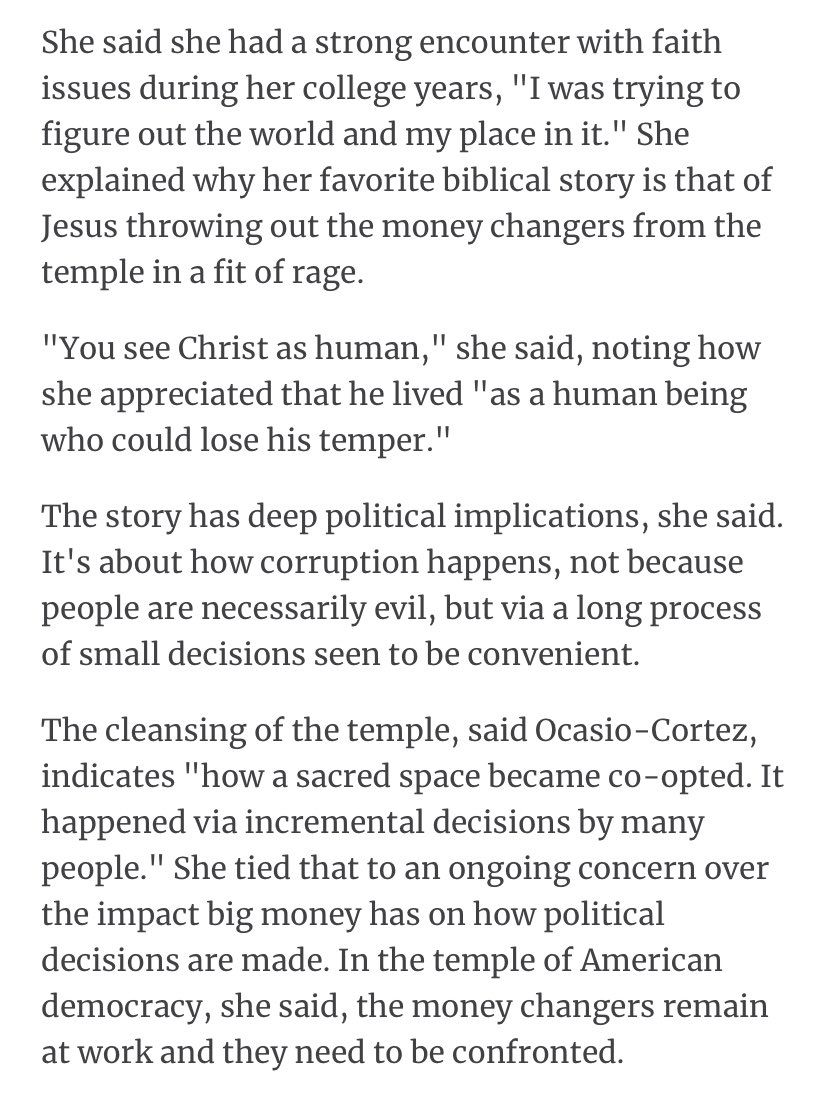 She said she had a strong encounter with faith
issues during her college years, "I was trying to
figure out the world and my place in it." She
explained why her favorite biblical story is that of
Jesus throwing out the money changers from the
temple in a fit of rage.
"You see Christ as human," she said, noting how
she appreciated that he lived "as a human being
who could lose his temper."
The story has deep political implications, she said.
It's about how corruption happens, not because
people are necessarily evil, but via a long process
of small decisions seen to be convenient.
The cleansing of the temple, said Ocasio-Cortez,
indicates "how a sacred space became co-opted. It
happened via incremental decisions by many
people." She tied that to an ongoing concern over
the impact big money has on how political
decisions are made. In the temple of American
democracy, she said, the money changers remain
at work and they need to be confronted.